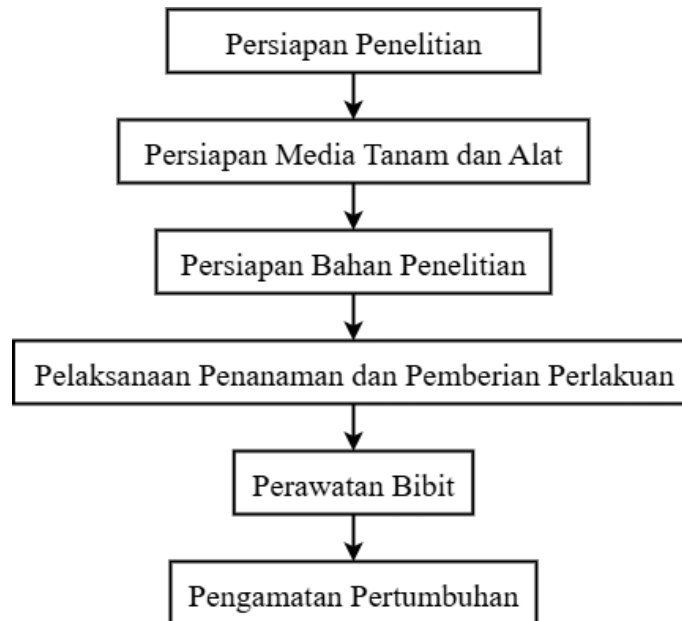 Persiapan Penelitian
Persiapan Media Tanam dan Alat
Persiapan Bahan Penelitian
Pelaksanaan Penanaman dan Pemberian Perlakuan
Perawatan Bibit
Pengamatan Pertumbuhan